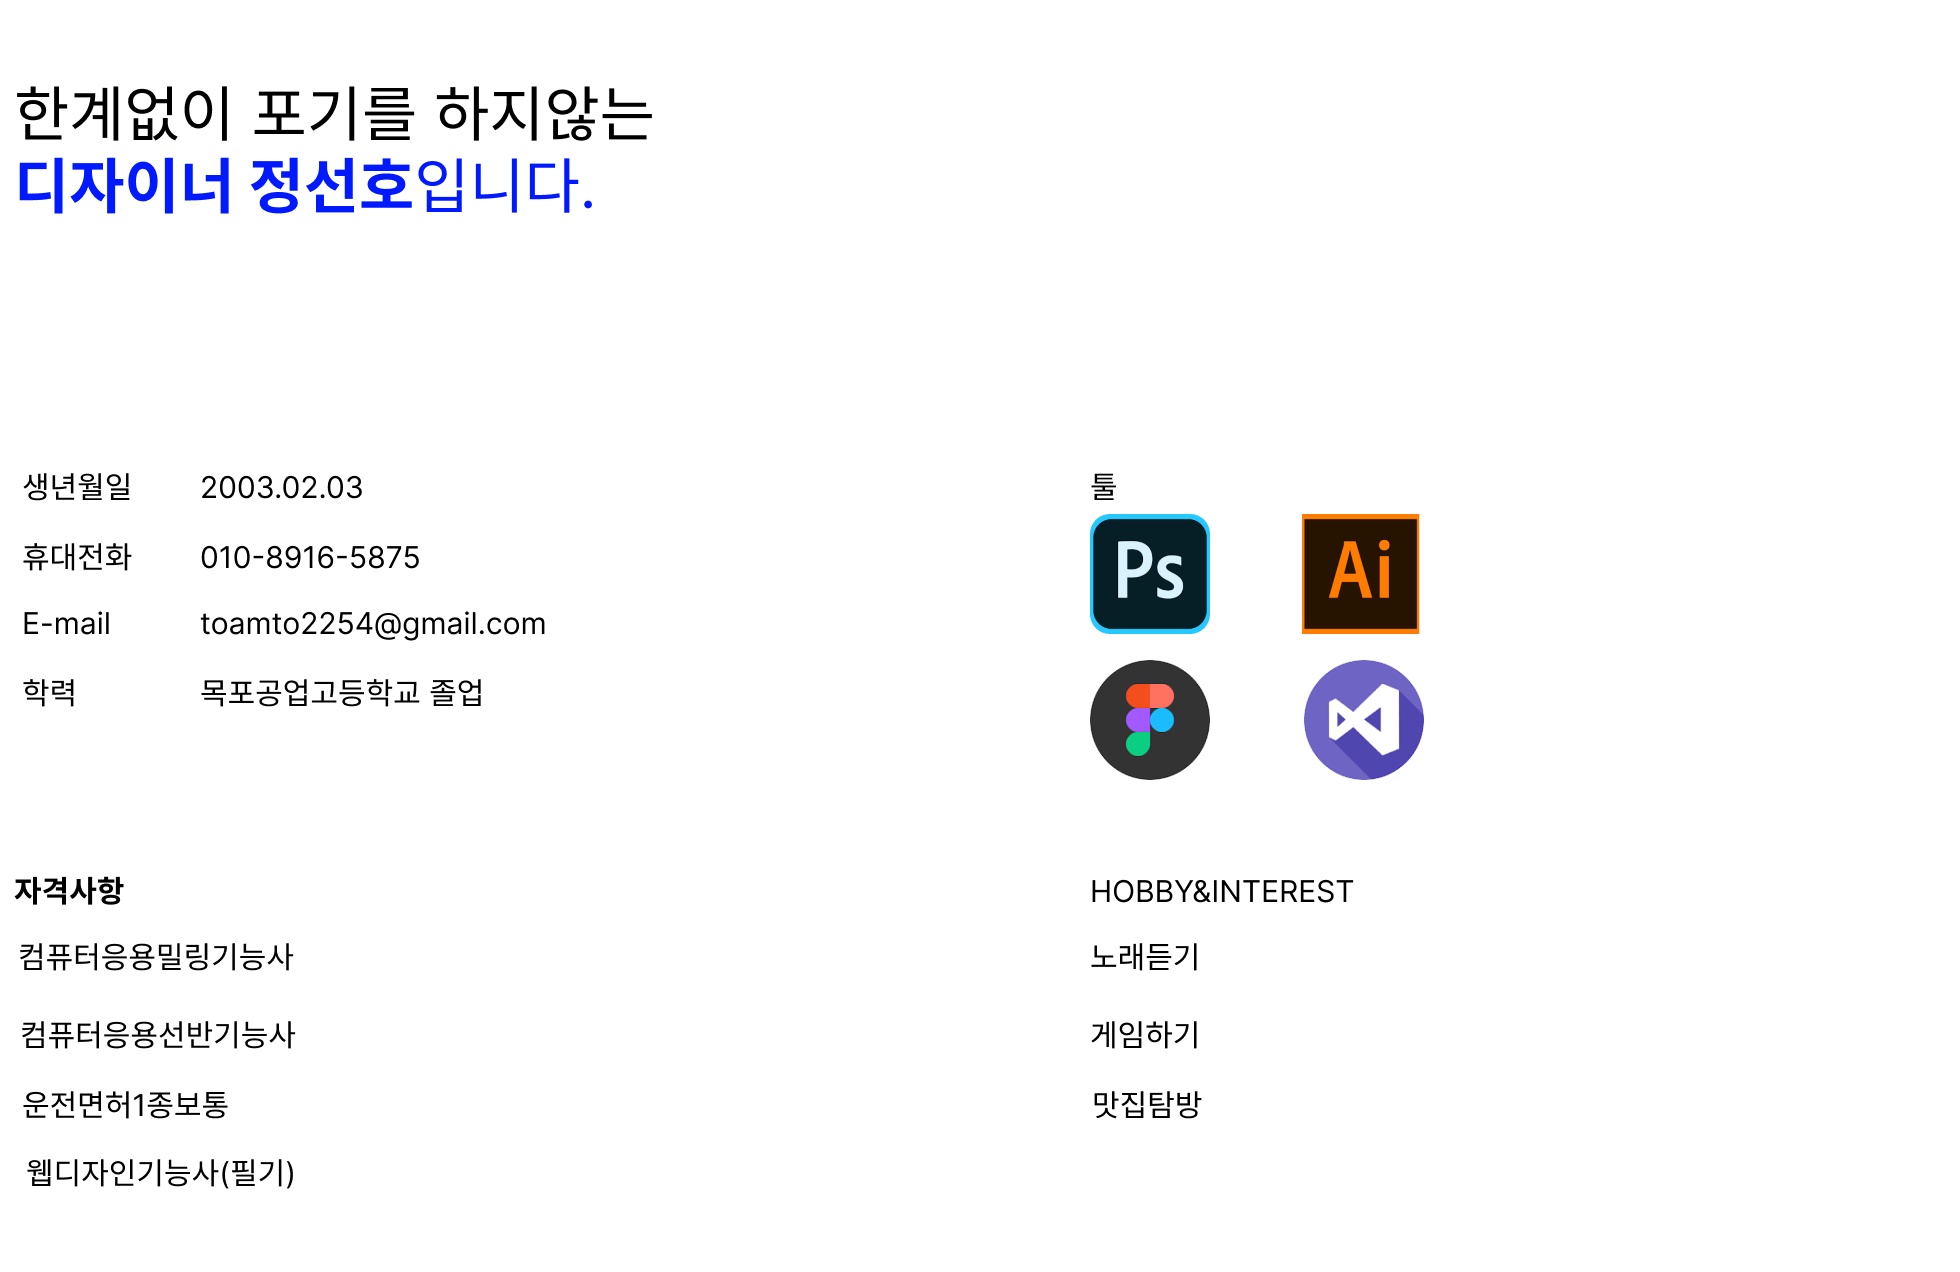 한계없이 포기를 하지않는
디자이너 정선호입니다.
생년월일 2003.02.03
휴대전화 010-8916-5875
E-mail toamto2254@gmail.com
학력 목포공업고등학교 졸업
툴
Ps Ai
자격사항
컴퓨터응용밀링기능사
컴퓨터응용선반기능사
운전면허1종보통
웹디자인기능사(필기)
HOBBY&INTEREST
노래듣기
게임하기
맛집탐방